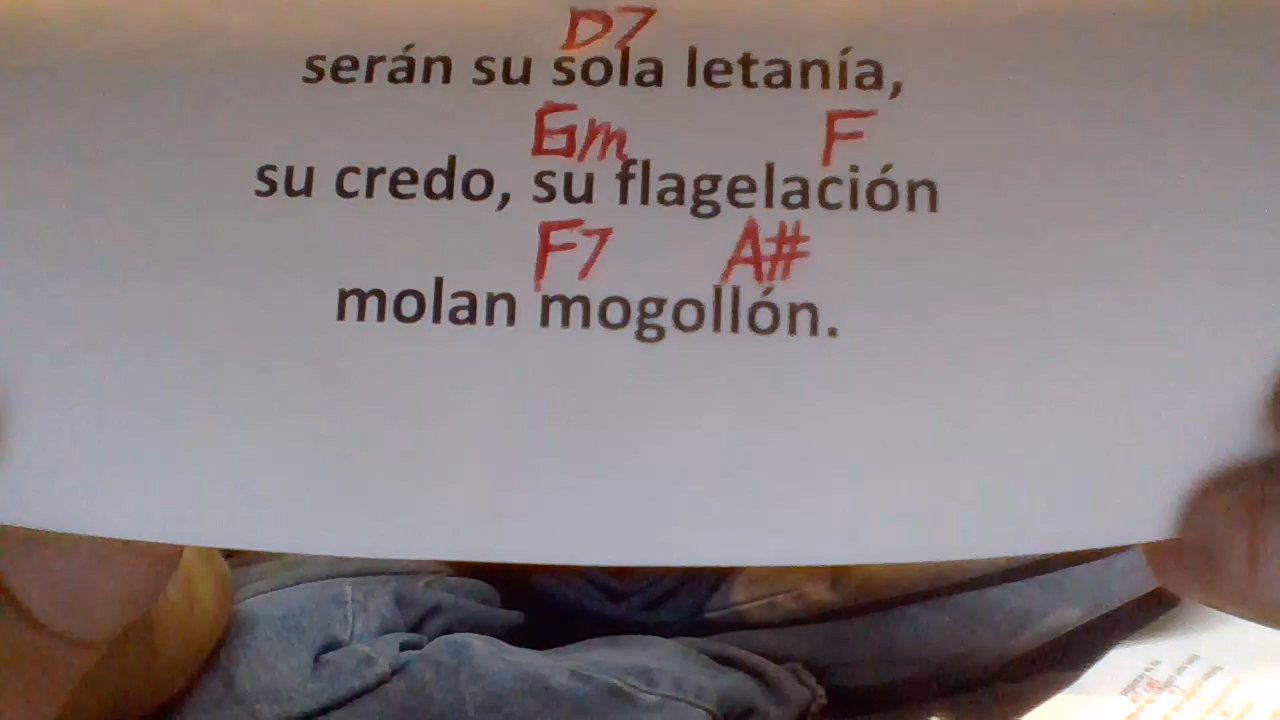 D7
serán su sola letanía,
Gm F
su credo, su flagelación
F7 A#
molan mogollón.